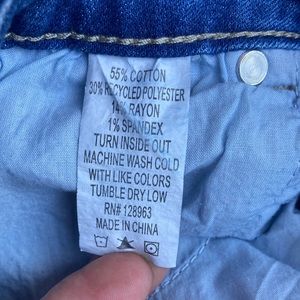 55% COTTON
30% RECYCLED POLYESTER
14% RAYON
1% SPANDEX
TURN INSIDE OUT
MACHINE WASH COLD
WITH LIKE COLORS
TUMBLE DRY LOW
RN# 128963
MADE IN CHINA